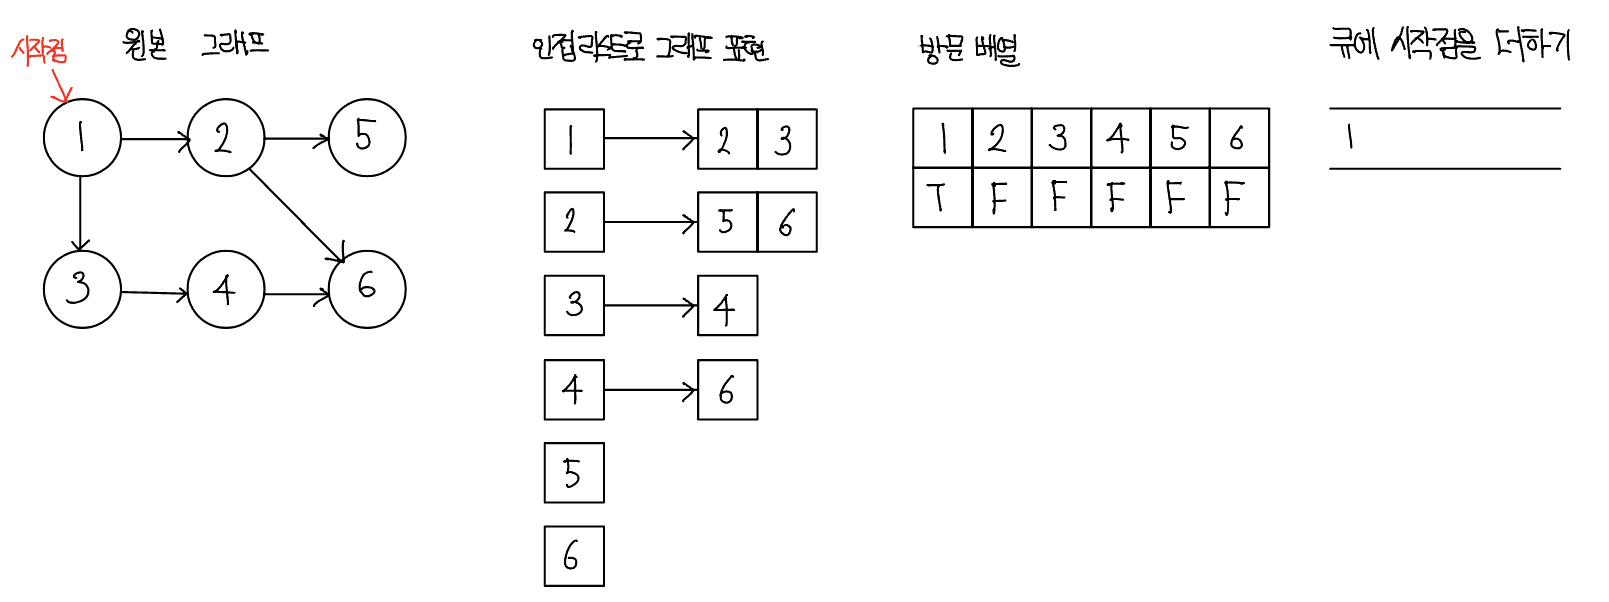 시작점
원본 그래프
1 2 5
3 4 6
인접 리스트로 그래프 표현
1 2 3
2 5 6
3 4
4 6
5
6
방문 배열
1 2 3 4 5 6
T F F F F F
큐에 시작점을 더하기
1